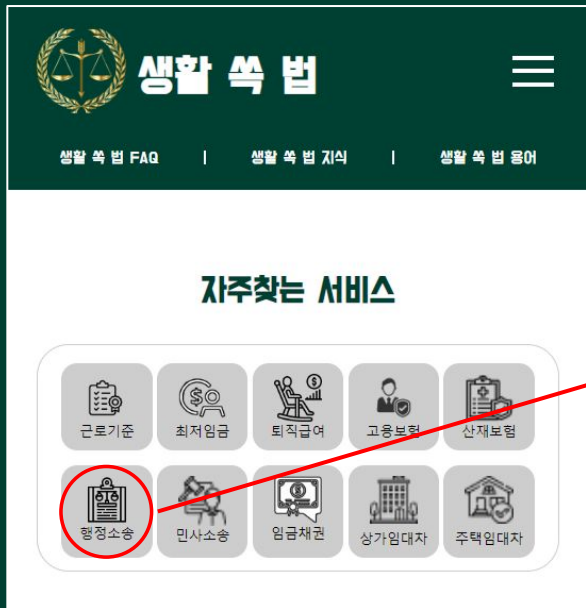 생활 쏙 법
생활 쏙 법 FAQ | 생활 쏙 법 지식 | 생활 쏙 법 용어
자주찾는 서비스
근로기준 최저임금 퇴직급여 고용보험 산재보험
행정소송 민사소송 임금채권 상가임대차 주택임대차